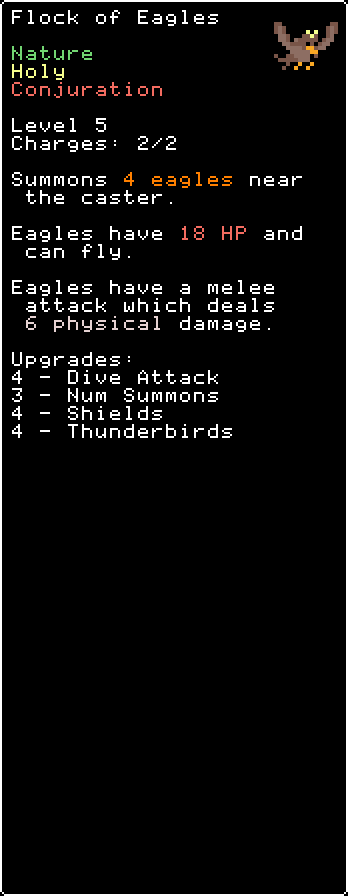 Flock of Eagles
Nature
Holy
Conjuration
Level 5
Charges: 2/2
Summons 4 eagles near
the caster.
Eagles have 18 HP and
can fly.
Eagles have a melee
attack which deals
6 physical damage.
Upgrades:
4 - Dive Attack
3 - Num Summons
4 - Shields
4 - Thunderbirds